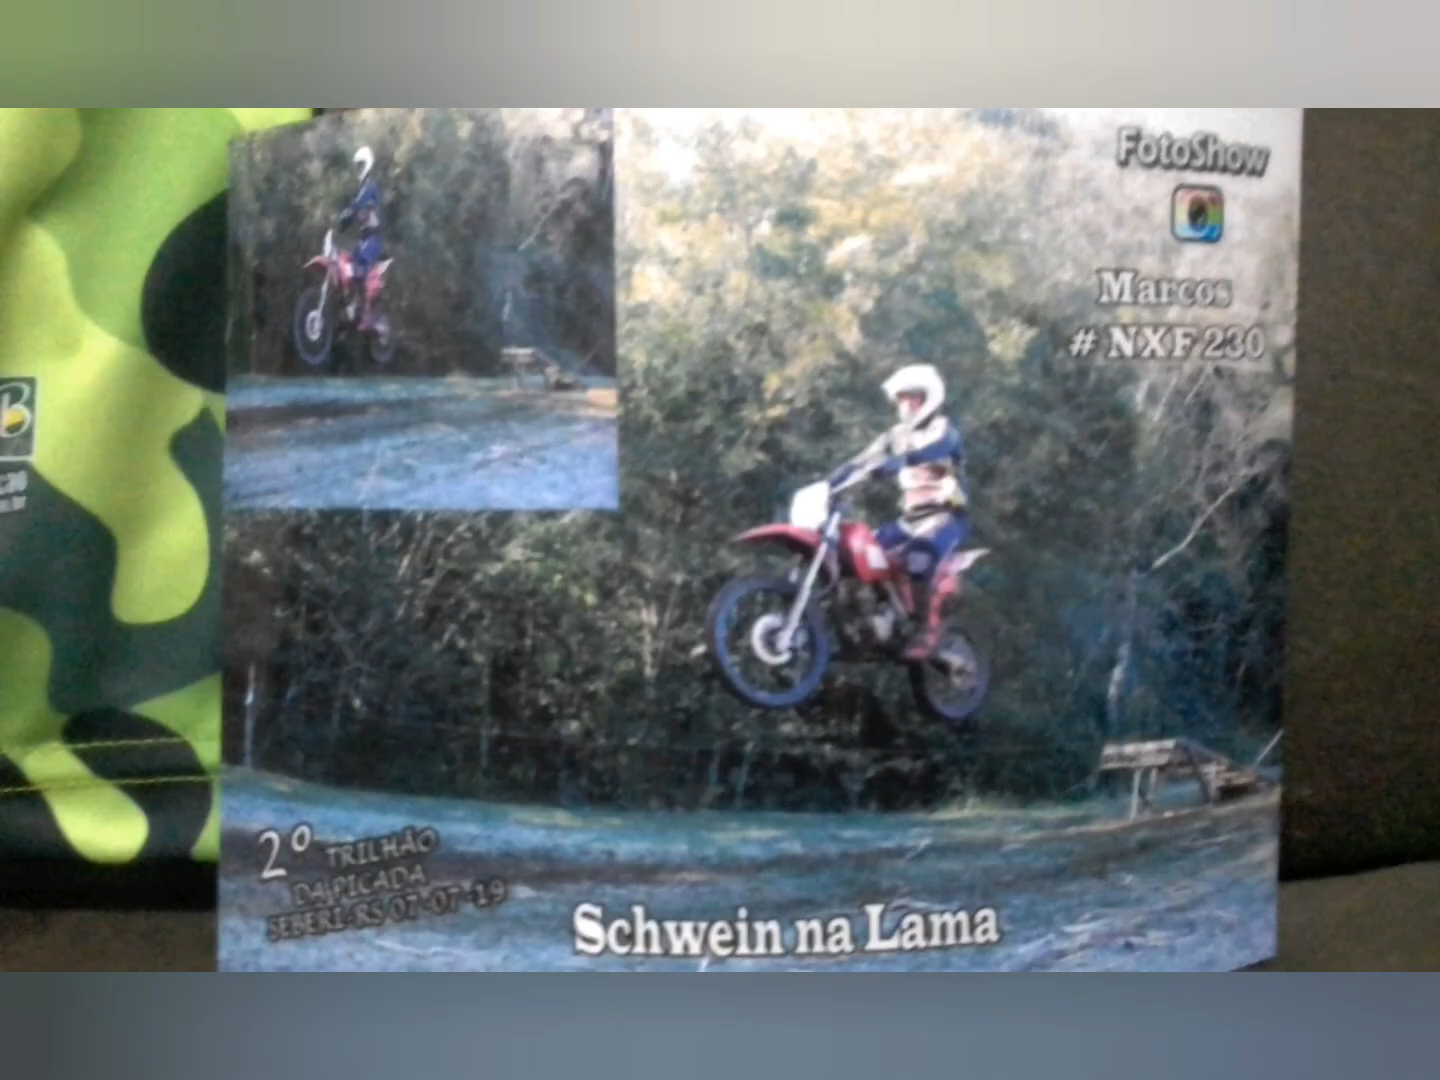 FotoShow
Marcos
# NXF 230
B
2º TRILHÃO
DA PICADA
SEBERI-RS 07-07-19
Schwein na Lama